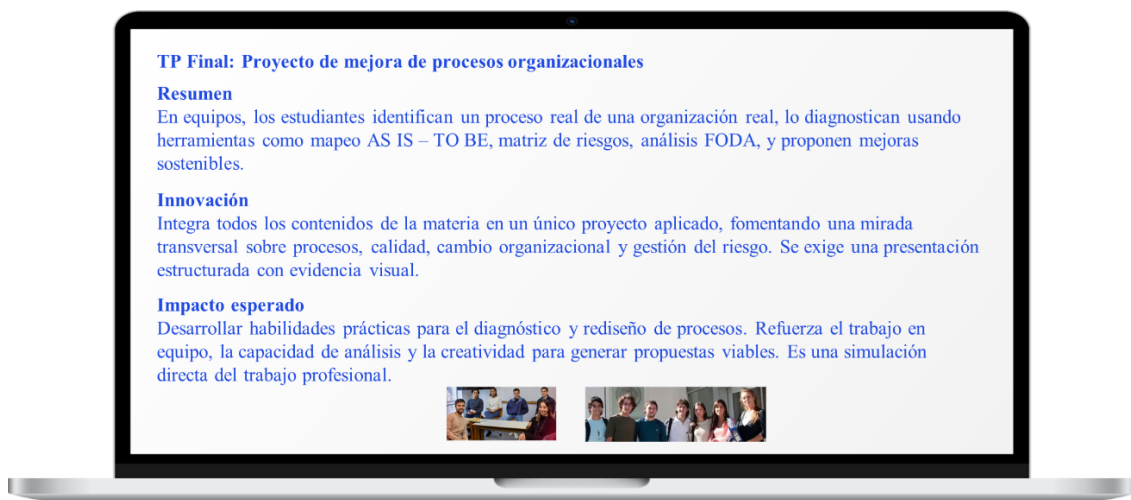 TP Final: Proyecto de mejora de procesos organizacionales
Resumen
En equipos, los estudiantes identifican un proceso real de una organización real, lo diagnostican usando
herramientas como mapeo AS IS – TO BE, matriz de riesgos, análisis FODA, y proponen mejoras
sostenibles.
Innovación
Integra todos los contenidos de la materia en un único proyecto aplicado, fomentando una mirada
transversal sobre procesos, calidad, cambio organizacional y gestión del riesgo. Se exige una presentación
estructurada con evidencia visual.
Impacto esperado
Desarrollar habilidades prácticas para el diagnóstico y rediseño de procesos. Refuerza el trabajo en
equipo, la capacidad de análisis y la creatividad para generar propuestas viables. Es una simulación
directa del trabajo profesional.